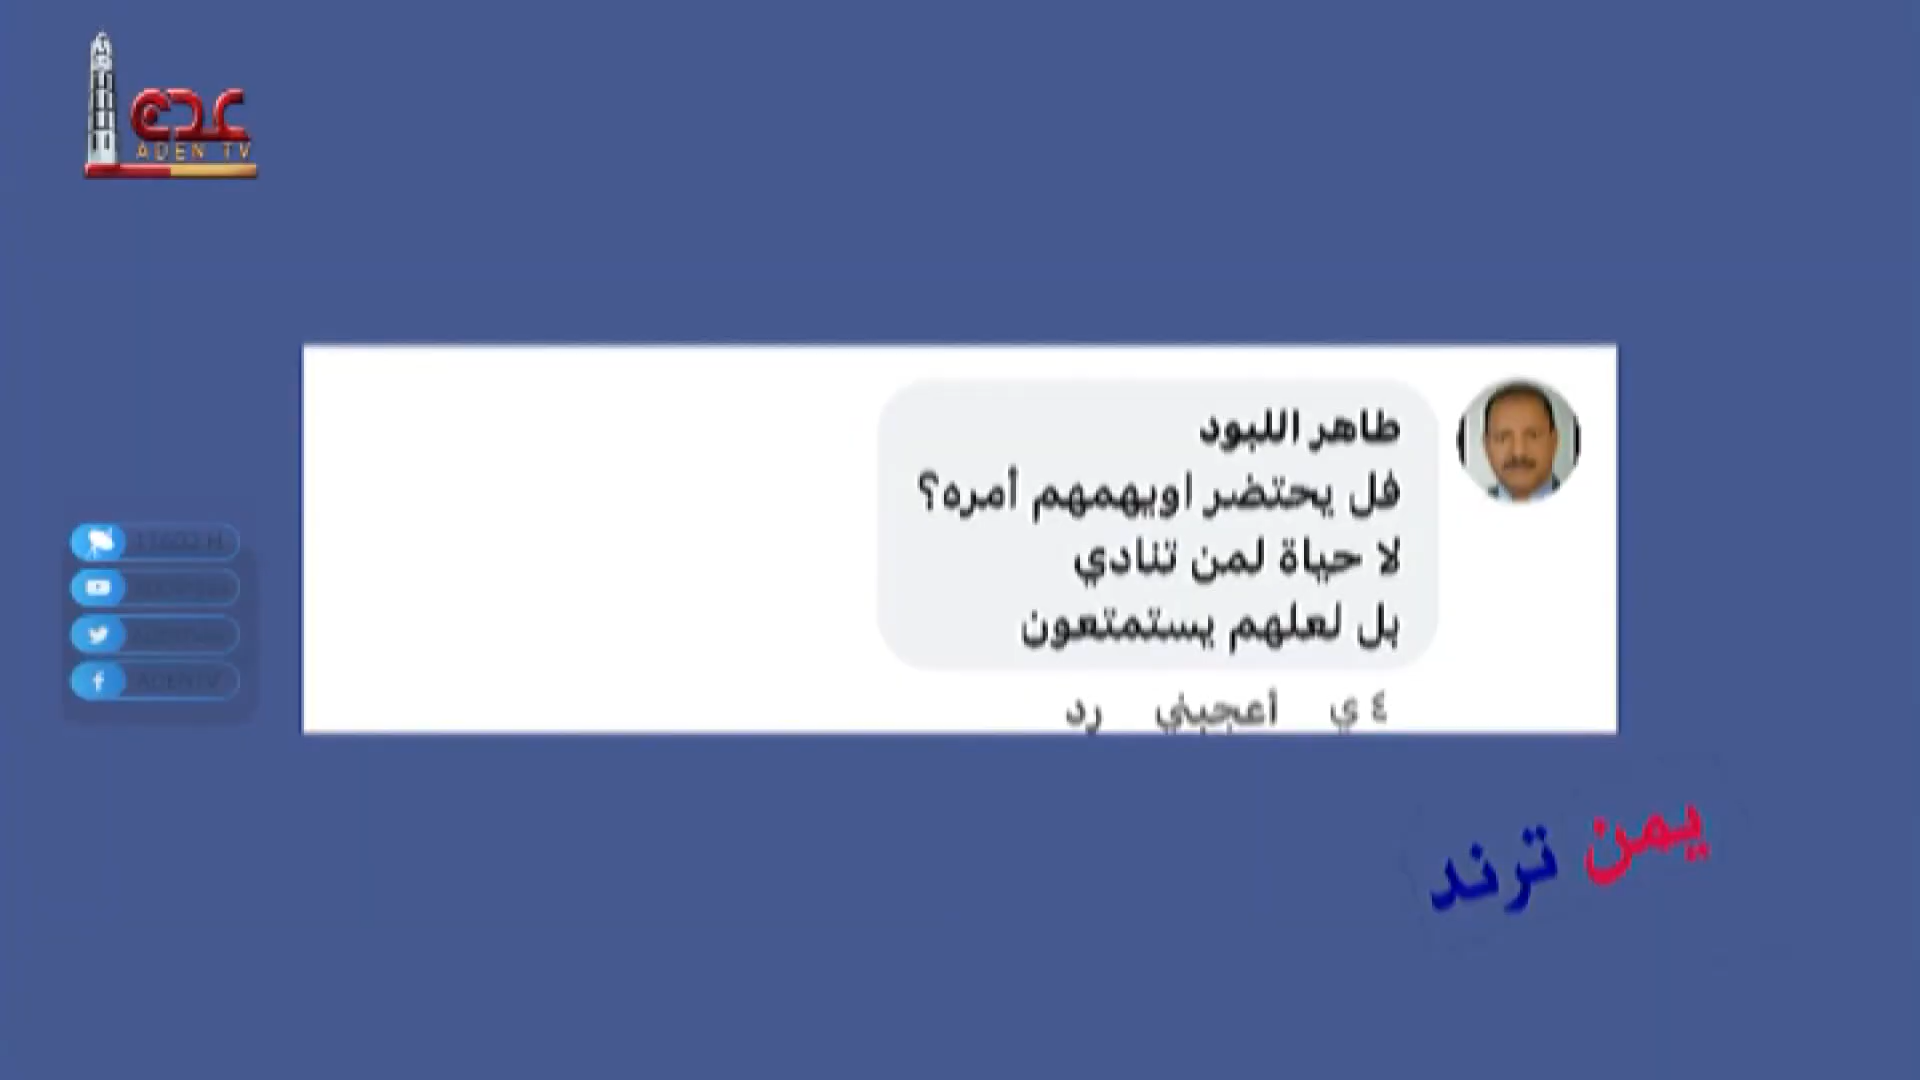 عدن
ADEN TV
طاهر اللبود
فل يحتضر اويهمهم أمره؟
لا حياة لمن تنادي
بل لعلهم يستمتعون
٤ ي أعجبني رد
ADENTV
يمن ترند